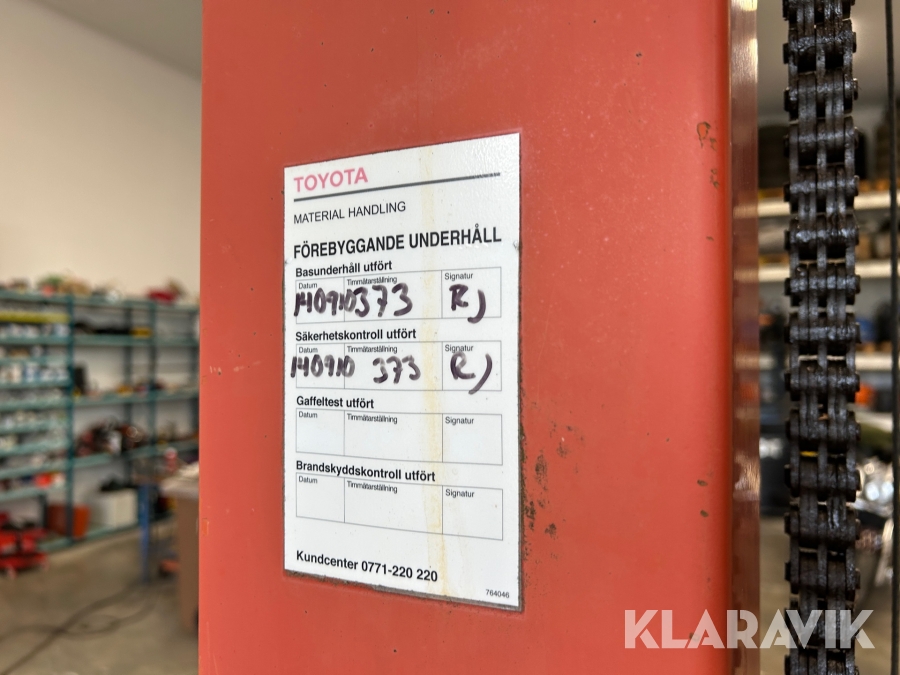 TOYOTA
MATERIAL HANDLING
FÖREBYGGANDE UNDERHÅLL
Basunderhåll utfört
Datum Timmätarställning Signatur
140910 373 RJ
Säkerhetskontroll utfört
Datum Timmätarställning Signatur
140910 373 RJ
Gaffeltest utfört
Datum Timmätarställning Signatur
Brandskyddskontroll utfört
Datum Timmätarställning Signatur
Kundcenter 0771-220 220
764046
KLARAVIK